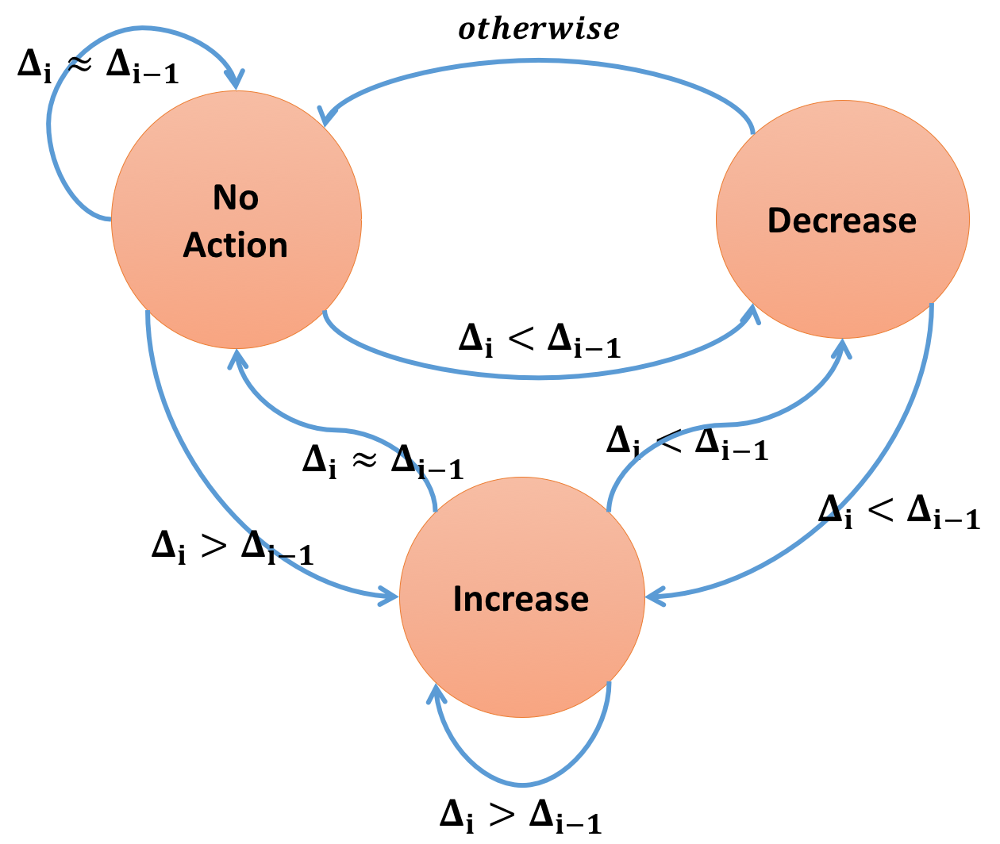 otherwise
Δi ≈ Δi−1
No
Action
Decrease
Δi < Δi−1
Δi ≈ Δi−1
Δi < Δi−1
Δi < Δi−1
Δi > Δi−1
Increase
Δi > Δi−1